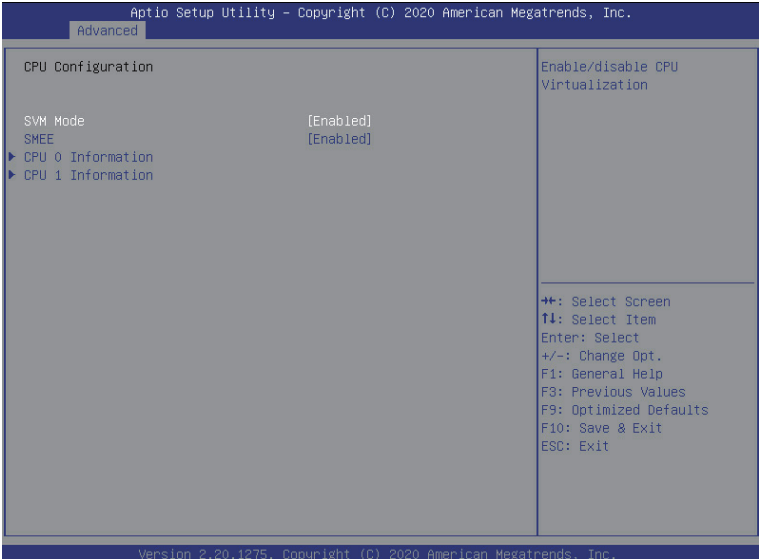 Aptio Setup Utility – Copyright (C) 2020 American Megatrends, Inc.
Advanced
CPU Configuration
SVM Mode [Enabled]
SMEE [Enabled]
CPU 0 Information
CPU 1 Information
Enable/disable CPU
Virtualization
→←: Select Screen
↑↓: Select Item
Enter: Select
+/-: Change Opt.
F1: General Help
F3: Previous Values
F9: Optimized Defaults
F10: Save & Exit
ESC: Exit
Version 2.20.1275. Copyright (C) 2020 American Megatrends, Inc.